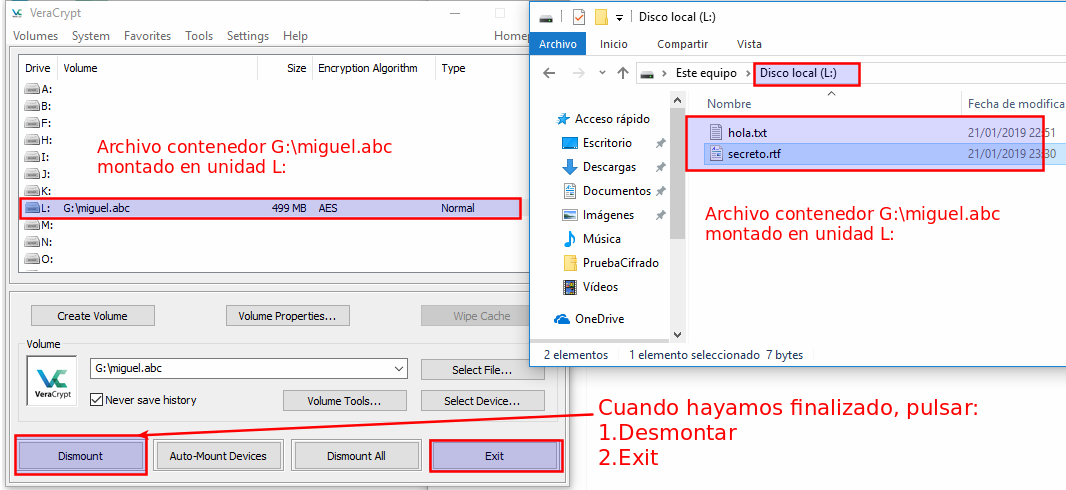 VeraCrypt
Volumes System Favorites Tools Settings Help
Drive Volume Size Encryption Algorithm Type
A:
B:
F:
H:
I:
J:
K:
L: G:\miguel.abc 499 MB AES Normal
M:
N:
O:
Archivo contenedor G:\miguel.abc
montado en unidad L:
Create Volume Volume Properties... Wipe Cache
Volume
VeraCrypt
G:\miguel.abc
Select File...
Never save history Volume Tools... Select Device...
Dismount Auto-Mount Devices Dismount All Exit
Disco local (L:)
Archivo Inicio Compartir Vista
Este equipo Disco local (L:)
Nombre Fecha de modifica
Acceso rápido
Escritorio
Descargas
Documentos
Imágenes
Música
PruebaCifrado
Vídeos
OneDrive
hola.txt 21/01/2019 22:51
secreto.rtf 21/01/2019 23:30
Archivo contenedor G:\miguel.abc
montado en unidad L:
2 elementos 1 elemento seleccionado 7 bytes
Cuando hayamos finalizado, pulsar:
1.Desmontar
2.Exit